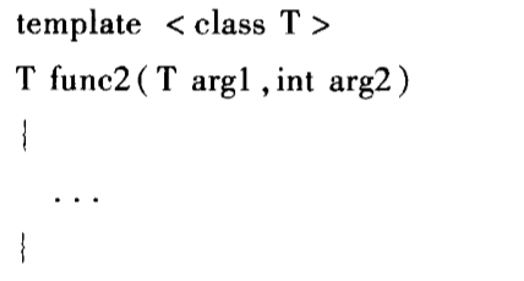 template <class T>
T func2(T arg1,int arg2)
{
...
}